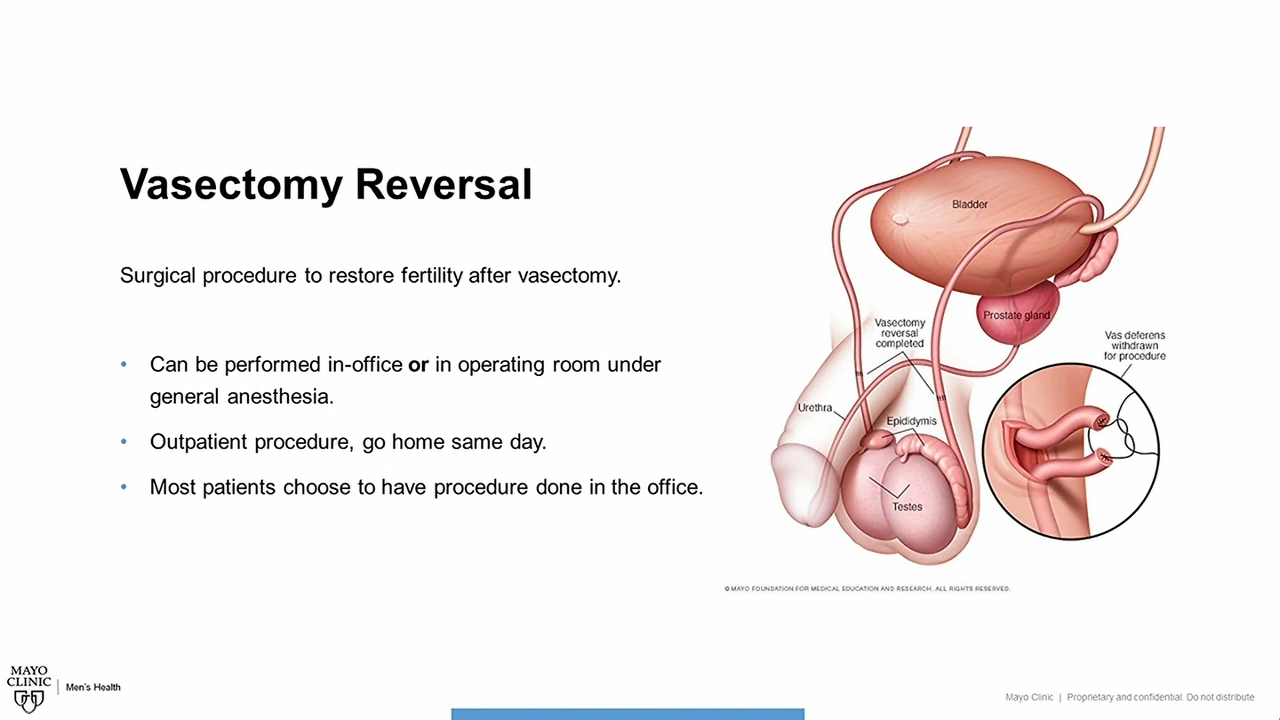 Vasectomy Reversal
Surgical procedure to restore fertility after vasectomy.
• Can be performed in-office or in operating room under
general anesthesia.
• Outpatient procedure, go home same day.
• Most patients choose to have procedure done in the office.
Bladder
Prostate gland
Vasectomy
reversal
completed
Vas deferens
withdrawn
for procedure
Urethra
Epididymis
Testes
© MAYO FOUNDATION FOR MEDICAL EDUCATION AND RESEARCH. ALL RIGHTS RESERVED.
MAYO
CLINIC
Men's Health
Mayo Clinic | Proprietary and confidential. Do not distribute.